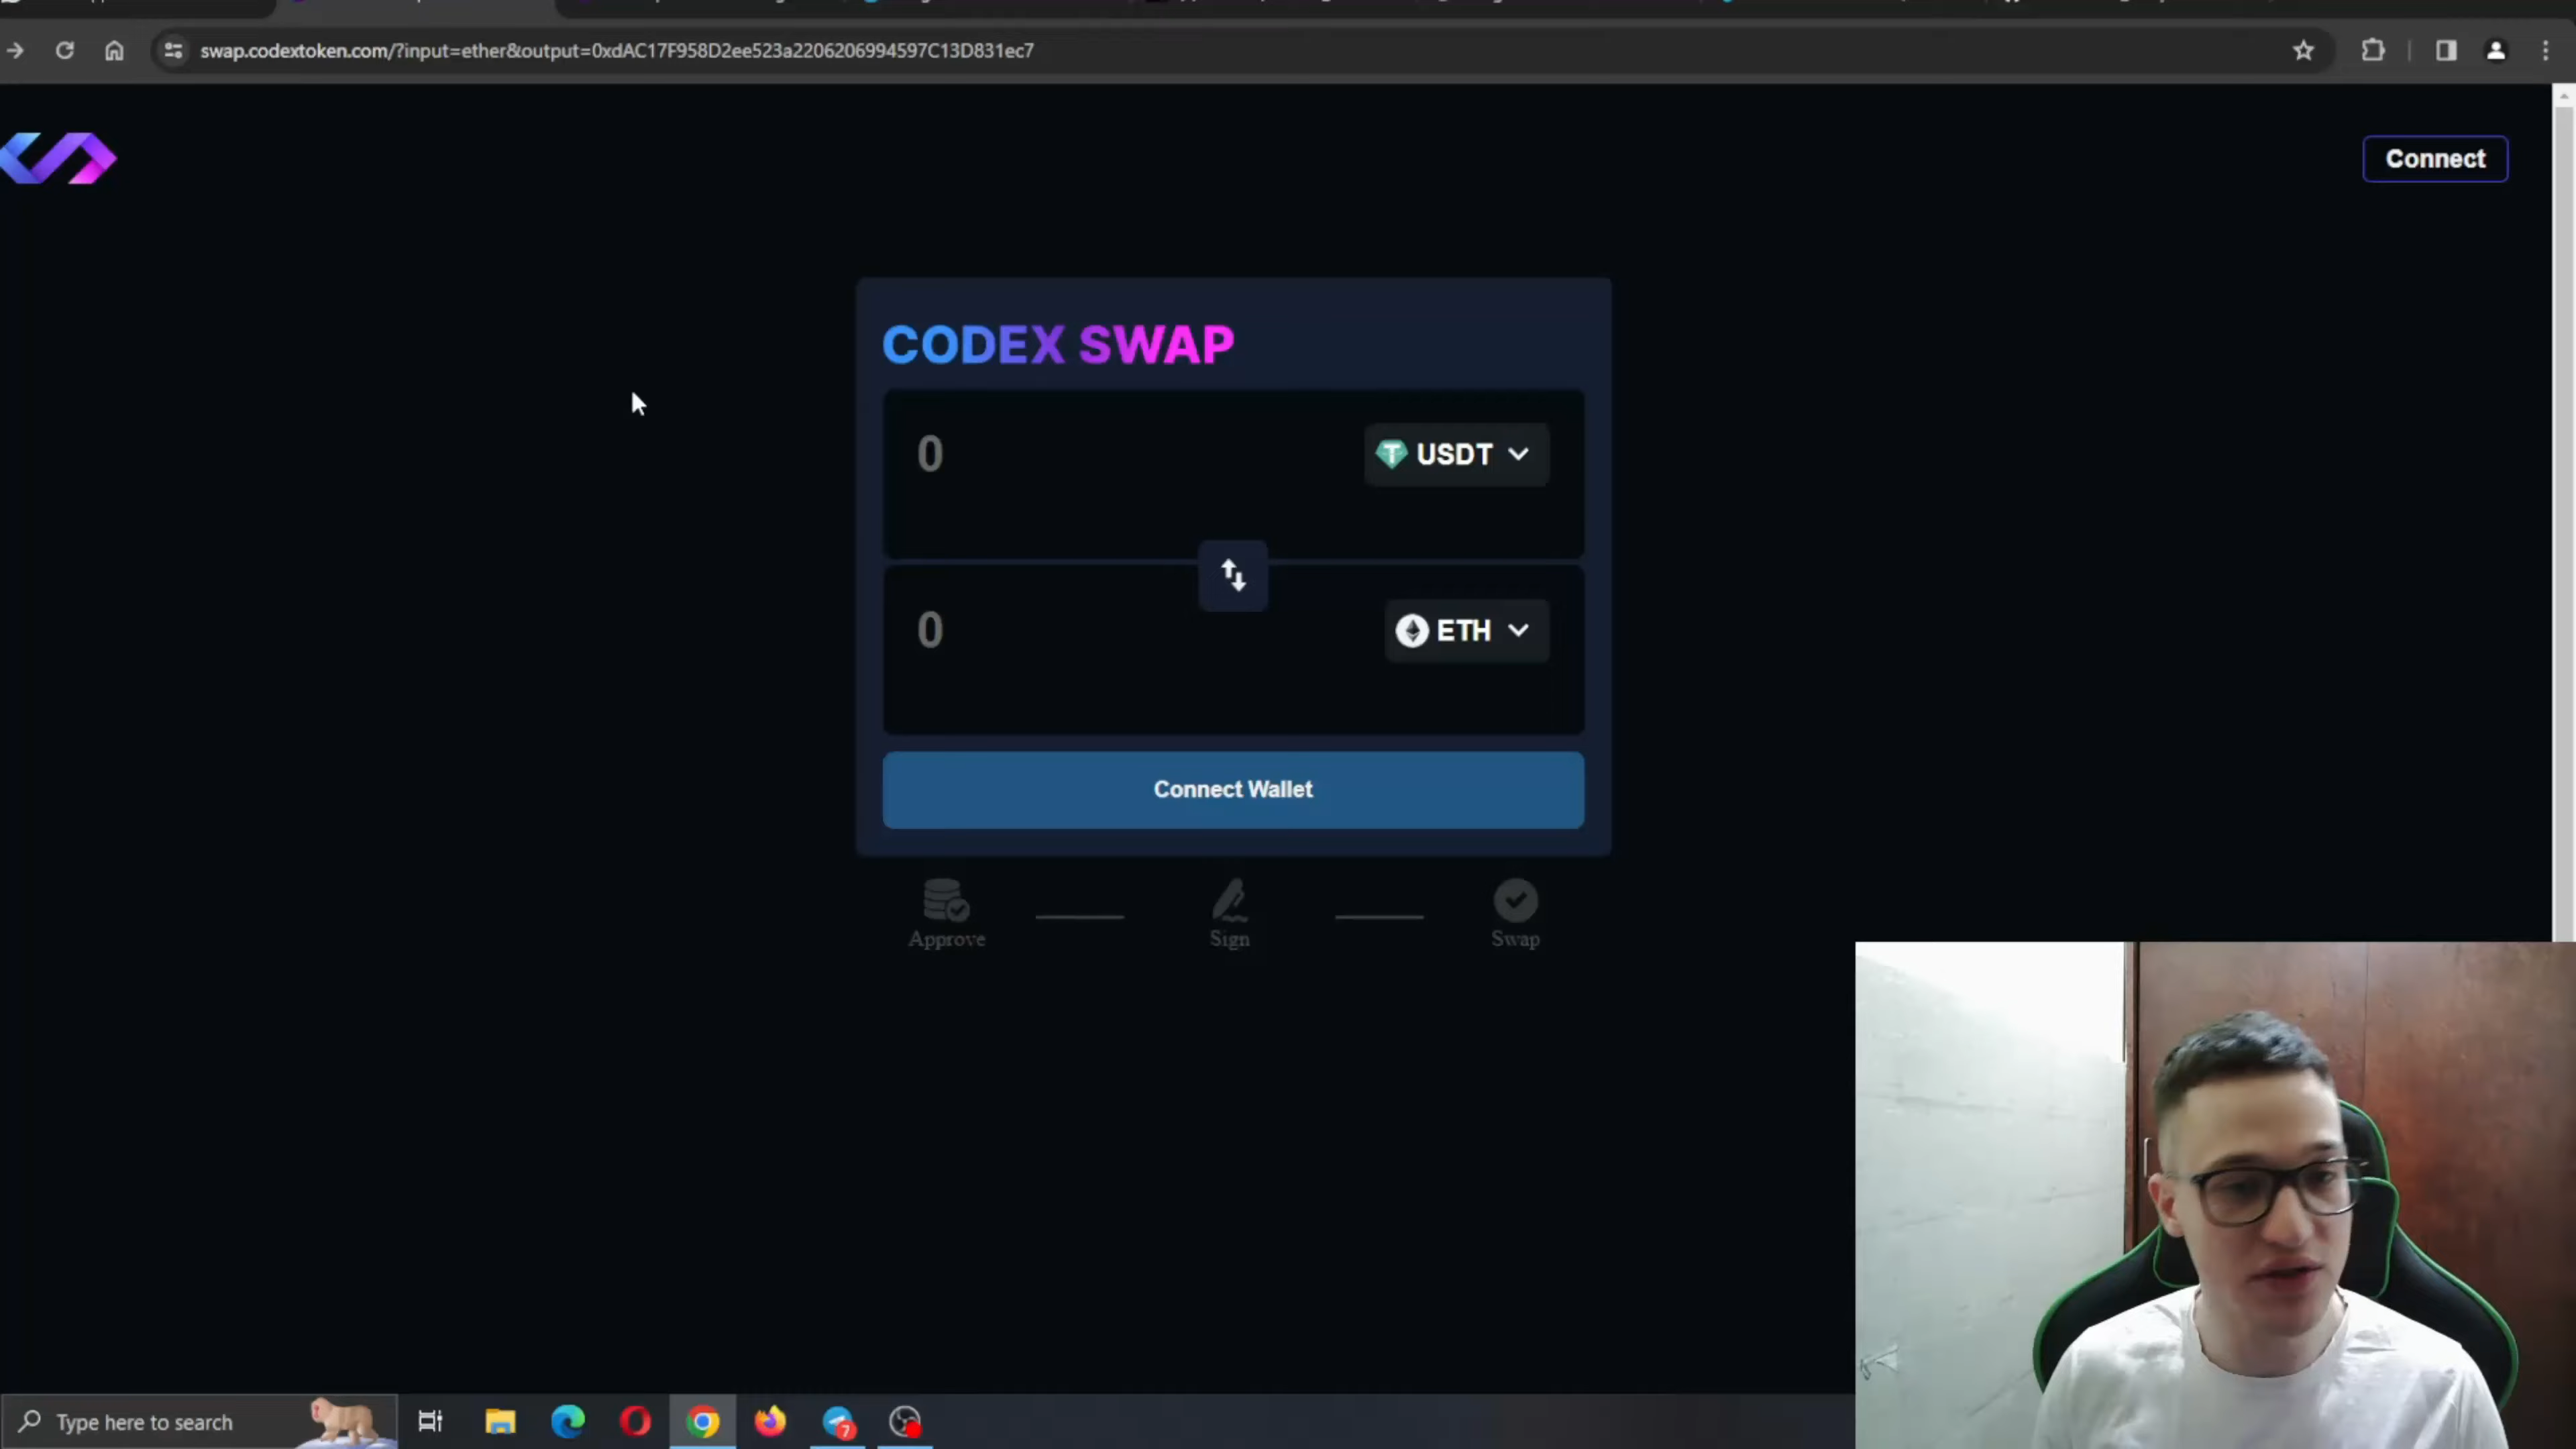 swap.codextoken.com/?input=ether&output=0xdAC17F958D2ee523a2206206994597C13D831ec7
Connect
CODEX SWAP
0
USDT
0
ETH
Connect Wallet
Approve
Sign
Swap
Type here to search
7